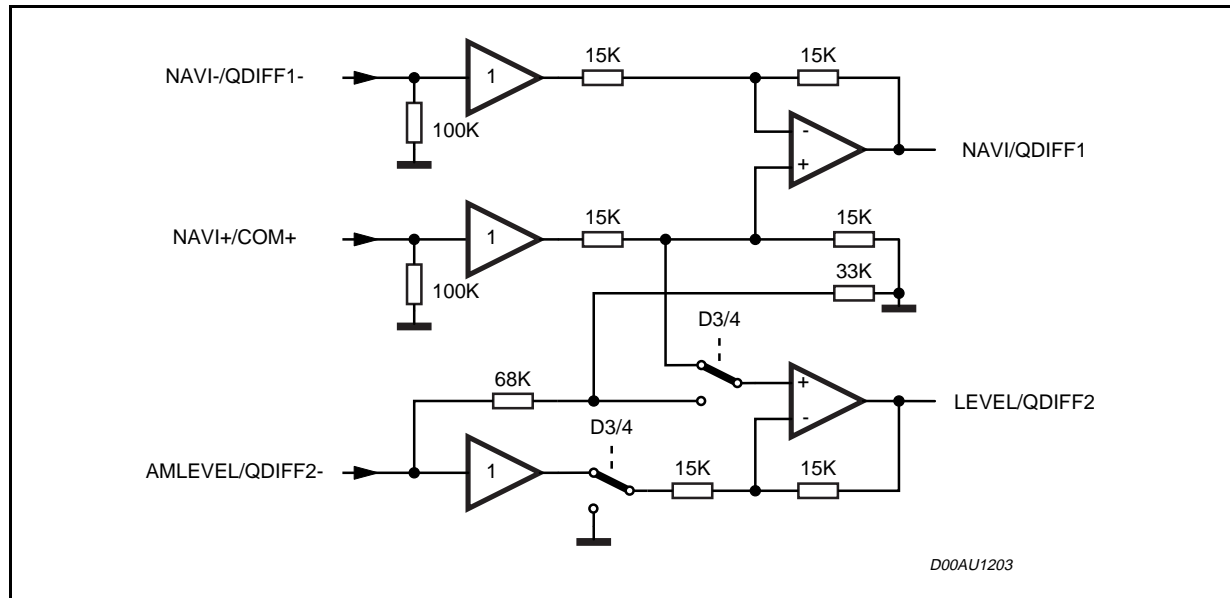 15K 15K
NAVI-/QDIFF1- 1
-
100K
NAVI/QDIFF1
+
15K 15K
NAVI+/COM+ 1
33K
100K
D3/4
68K
+
LEVEL/QDIFF2
-
D3/4
15K 15K
AMLEVEL/QDIFF2- 1
D00AU1203